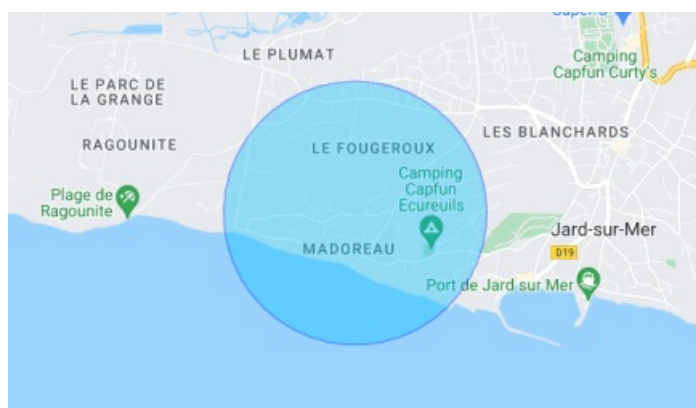 Super U
LE PLUMAT
Camping
Capfun Curty's
LE PARC DE
LA GRANGE
RAGOUNITE
LE FOUGEROUX
LES BLANCHARDS
Camping
Capfun
Ecureuils
Plage de
Ragounite
MADOREAU
Jard-sur-Mer
D19
Port de Jard sur Mer